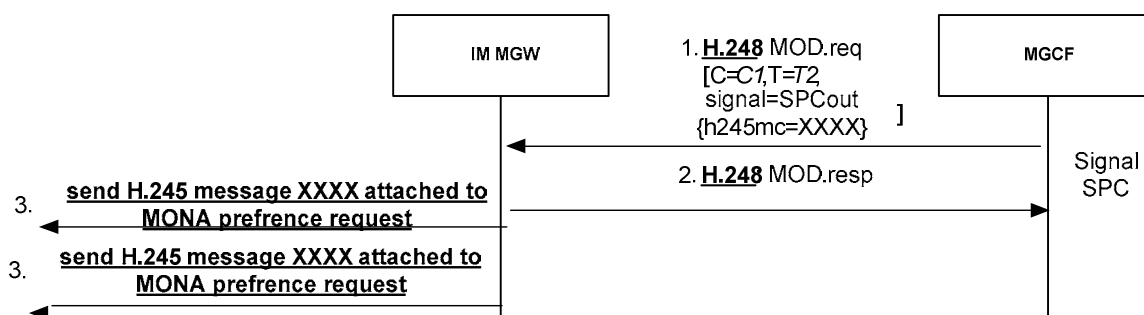 IM MGW
MGCF
1. H.248 MOD.req
[C=C1,T=T2,
signal=SPCout
{h245mc=XXXX} ]
2. H.248 MOD.resp
Signal
SPC
3. send H.245 message XXXX attached to
MONA prefrence request
3. send H.245 message XXXX attached to
MONA prefrence request